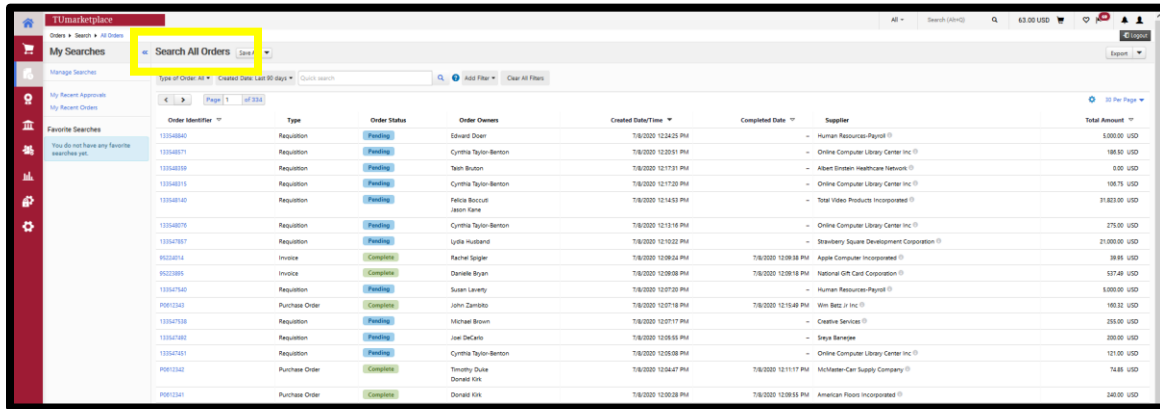 TUmarketplace
All
Search (Alt+Q)
63.00 USD
Orders Search All Orders
Logout
My Searches
Search All Orders
Export
Manage Searches
Type of Order: All Created Date: Last 90 days Quick search Add Filter Clear All Filters
My Recent Approvals
My Recent Orders
Page 1 of 334
30 Per Page
Favorite Searches
You do not have any favorite
searches yet.
Order Identifier Type Order Status Order Owners Created Date/Time Completed Date Supplier Total Amount
133548840 Requisition Pending Edward Doerr 7/8/2020 12:24:25 PM – Human Resources-Payroll 5,000.00 USD
133548571 Requisition Pending Cynthia Taylor-Benton 7/8/2020 12:20:51 PM – Online Computer Library Center Inc 186.50 USD
133548359 Requisition Pending Taish Bruton 7/8/2020 12:17:31 PM – Albert Einstein Healthcare Network 0.00 USD
133548315 Requisition Pending Cynthia Taylor-Benton 7/8/2020 12:17:20 PM – Online Computer Library Center Inc 106.75 USD
133548140 Requisition Pending Felicia Boccuti 7/8/2020 12:14:53 PM – Total Video Products Incorporated 31,823.00 USD
Jason Kane
133548076 Requisition Pending Cynthia Taylor-Benton 7/8/2020 12:13:16 PM – Online Computer Library Center Inc 275.00 USD
133547857 Requisition Pending Lydia Husband 7/8/2020 12:10:22 PM – Strawberry Square Development Corporation 21,000.00 USD
95224014 Invoice Complete Rachel Spigler 7/8/2020 12:09:24 PM 7/8/2020 12:09:38 PM Apple Computer Incorporated 39.95 USD
95223895 Invoice Complete Danielle Bryan 7/8/2020 12:09:08 PM 7/8/2020 12:09:18 PM National Gift Card Corporation 537.49 USD
133547540 Requisition Pending Susan Laverty 7/8/2020 12:07:20 PM – Human Resources-Payroll 5,000.00 USD
P0612343 Purchase Order Complete John Zambito 7/8/2020 12:07:18 PM 7/8/2020 12:15:49 PM Wm Betz Jr Inc 160.32 USD
133547538 Requisition Pending Michael Brown 7/8/2020 12:07:17 PM – Creative Services 255.00 USD
133547492 Requisition Pending Joel DeCarlo 7/8/2020 12:05:55 PM – Sreya Banerjee 200.00 USD
133547451 Requisition Pending Cynthia Taylor-Benton 7/8/2020 12:05:08 PM – Online Computer Library Center Inc 121.00 USD
P0612342 Purchase Order Complete Timothy Duke 7/8/2020 12:04:47 PM 7/8/2020 12:11:17 PM McMaster-Carr Supply Company 74.85 USD
Donald Kirk
P0612341 Purchase Order Complete Donald Kirk 7/8/2020 12:00:28 PM 7/8/2020 12:09:55 PM American Floors Incorporated 240.00 USD